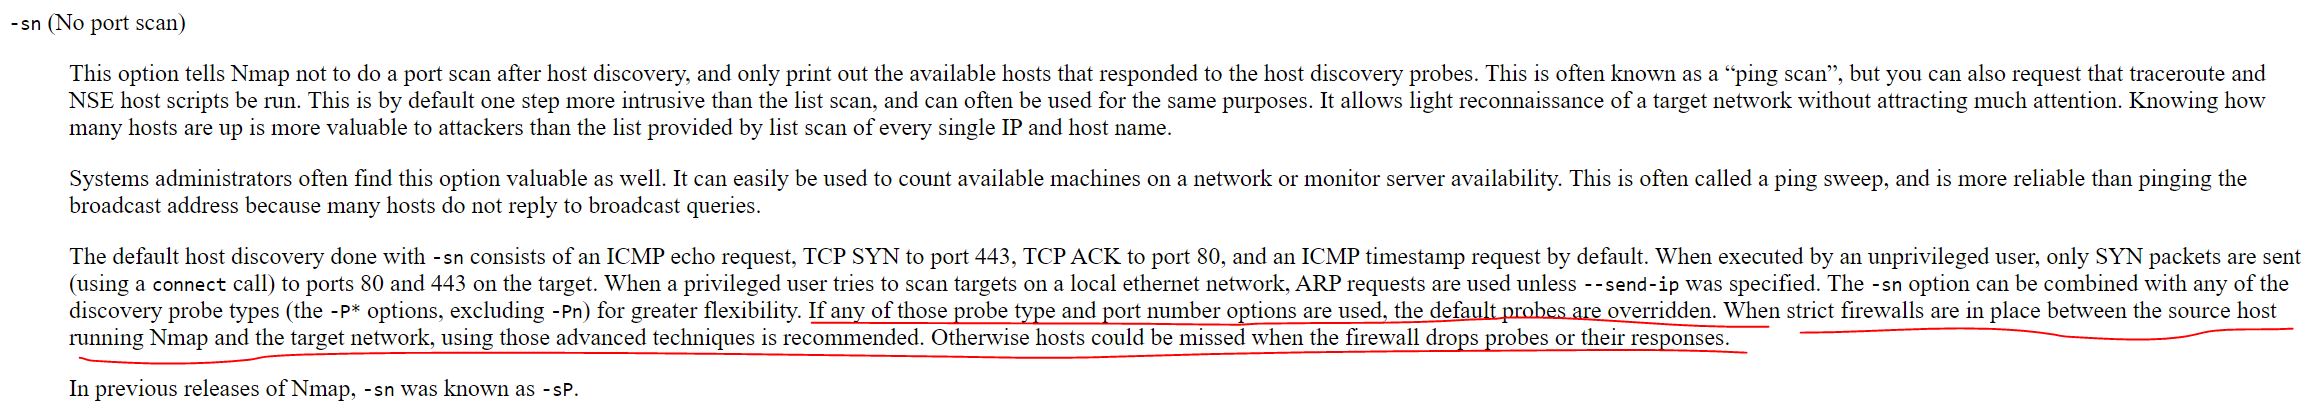 -sn (No port scan)
This option tells Nmap not to do a port scan after host discovery, and only print out the available hosts that responded to the host discovery probes. This is often known as a “ping scan”, but you can also request that traceroute and
NSE host scripts be run. This is by default one step more intrusive than the list scan, and can often be used for the same purposes. It allows light reconnaissance of a target network without attracting much attention. Knowing how
many hosts are up is more valuable to attackers than the list provided by list scan of every single IP and host name.
Systems administrators often find this option valuable as well. It can easily be used to count available machines on a network or monitor server availability. This is often called a ping sweep, and is more reliable than pinging the
broadcast address because many hosts do not reply to broadcast queries.
The default host discovery done with -sn consists of an ICMP echo request, TCP SYN to port 443, TCP ACK to port 80, and an ICMP timestamp request by default. When executed by an unprivileged user, only SYN packets are sent
(using a connect call) to ports 80 and 443 on the target. When a privileged user tries to scan targets on a local ethernet network, ARP requests are used unless --send-ip was specified. The -sn option can be combined with any of the
discovery probe types (the -P* options, excluding -Pn) for greater flexibility. If any of those probe type and port number options are used, the default probes are overridden. When strict firewalls are in place between the source host
running Nmap and the target network, using those advanced techniques is recommended. Otherwise hosts could be missed when the firewall drops probes or their responses.
In previous releases of Nmap, -sn was known as -sP.